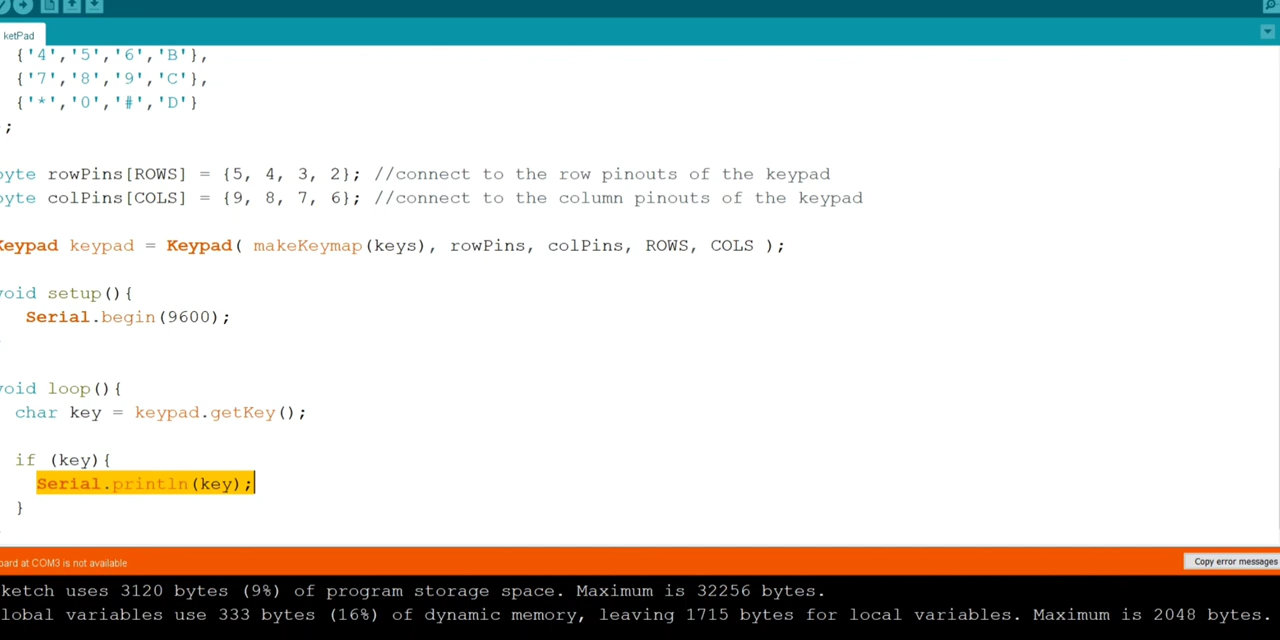 ketPad
{'4','5','6','B'},
{'7','8','9','C'},
{'*','0','#','D'}
;
byte rowPins[ROWS] = {5, 4, 3, 2}; //connect to the row pinouts of the keypad
byte colPins[COLS] = {9, 8, 7, 6}; //connect to the column pinouts of the keypad
Keypad keypad = Keypad( makeKeymap(keys), rowPins, colPins, ROWS, COLS );
void setup(){
Serial.begin(9600);
void loop(){
char key = keypad.getKey();
if (key){
Serial.println(key);
}
oard at COM3 is not available
Copy error messages
ketch uses 3120 bytes (9%) of program storage space. Maximum is 32256 bytes.
lobal variables use 333 bytes (16%) of dynamic memory, leaving 1715 bytes for local variables. Maximum is 2048 bytes.